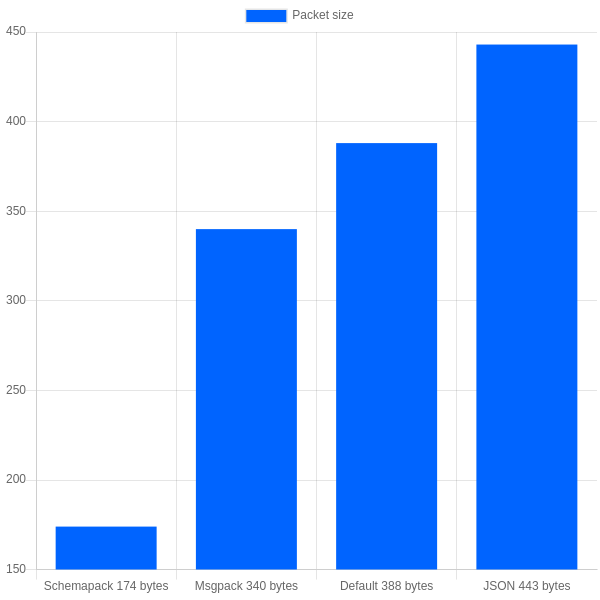 Packet size
450
400
350
300
250
200
150
Schemapack 174 bytes
Msgpack 340 bytes
Default 388 bytes
JSON 443 bytes